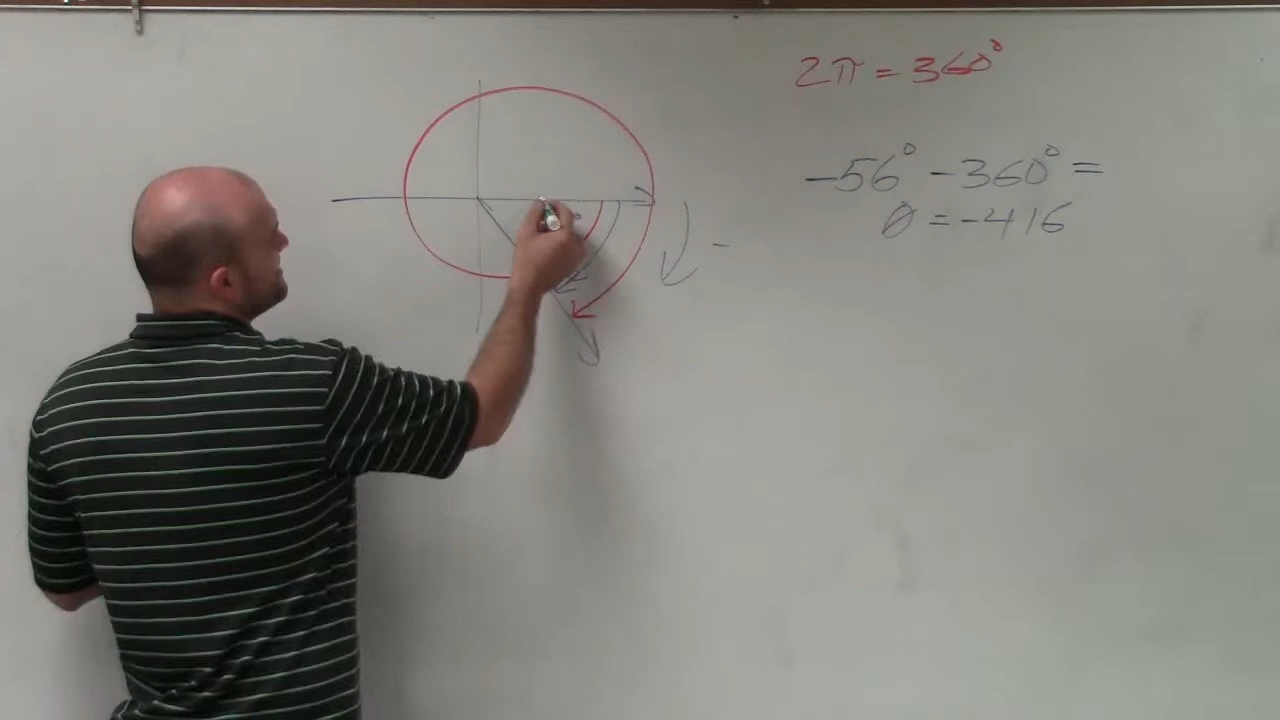 2π = 360°
-56° - 360° =
θ = -416
-